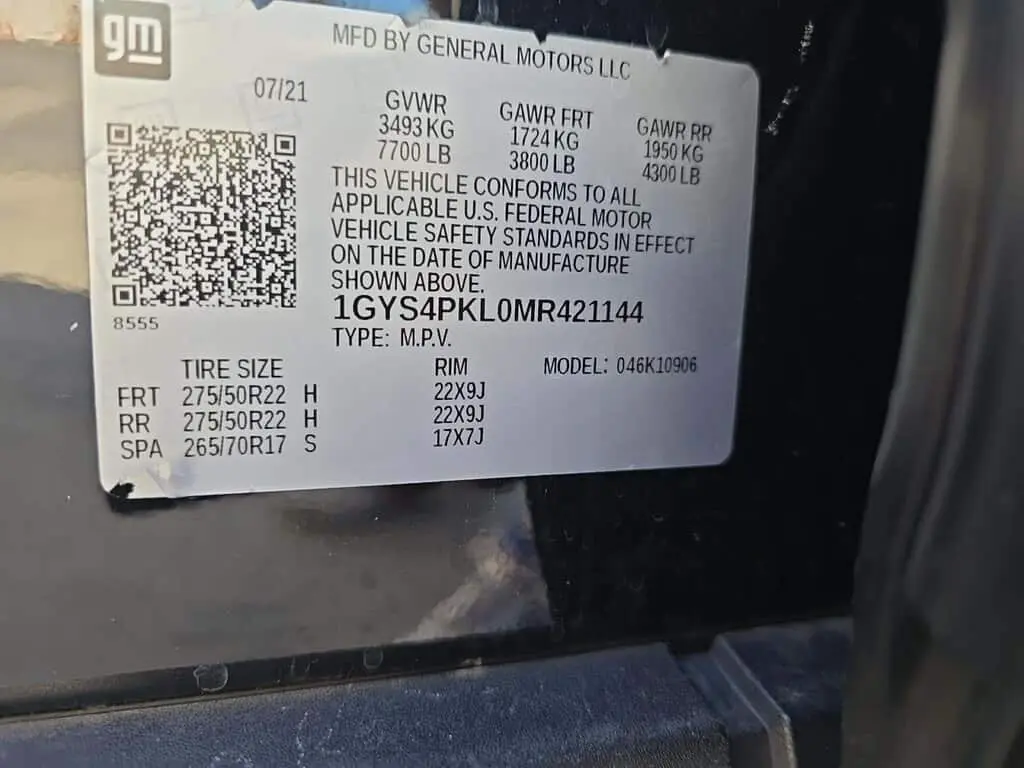 gm
MFD BY GENERAL MOTORS LLC
07/21
GVWR GAWR FRT GAWR RR
3493 KG 1724 KG 1950 KG
7700 LB 3800 LB 4300 LB
THIS VEHICLE CONFORMS TO ALL
APPLICABLE U.S. FEDERAL MOTOR
VEHICLE SAFETY STANDARDS IN EFFECT
ON THE DATE OF MANUFACTURE
SHOWN ABOVE.
1GYS4PKL0MR421144
8555
TYPE: M.P.V.
TIRE SIZE RIM MODEL: 046K10906
FRT 275/50R22 H 22X9J
RR 275/50R22 H 22X9J
SPA 265/70R17 S 17X7J